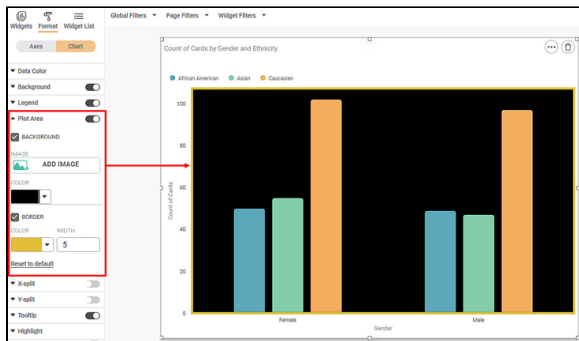 Widgets Format Widget List
Global Filters Page Filters Widget Filters
Axes Chart
Data Color
Background
Legend
Plot Area
BACKGROUND
IMAGE
ADD IMAGE
COLOR
BORDER
COLOR WIDTH
5
Reset to default
X-split
Y-split
Tooltip
Highlight
Count of Cards by Gender and Ethnicity
African American Asian Caucasian
100
80
60
40
20
0
Count of Cards
Female Male
Gender